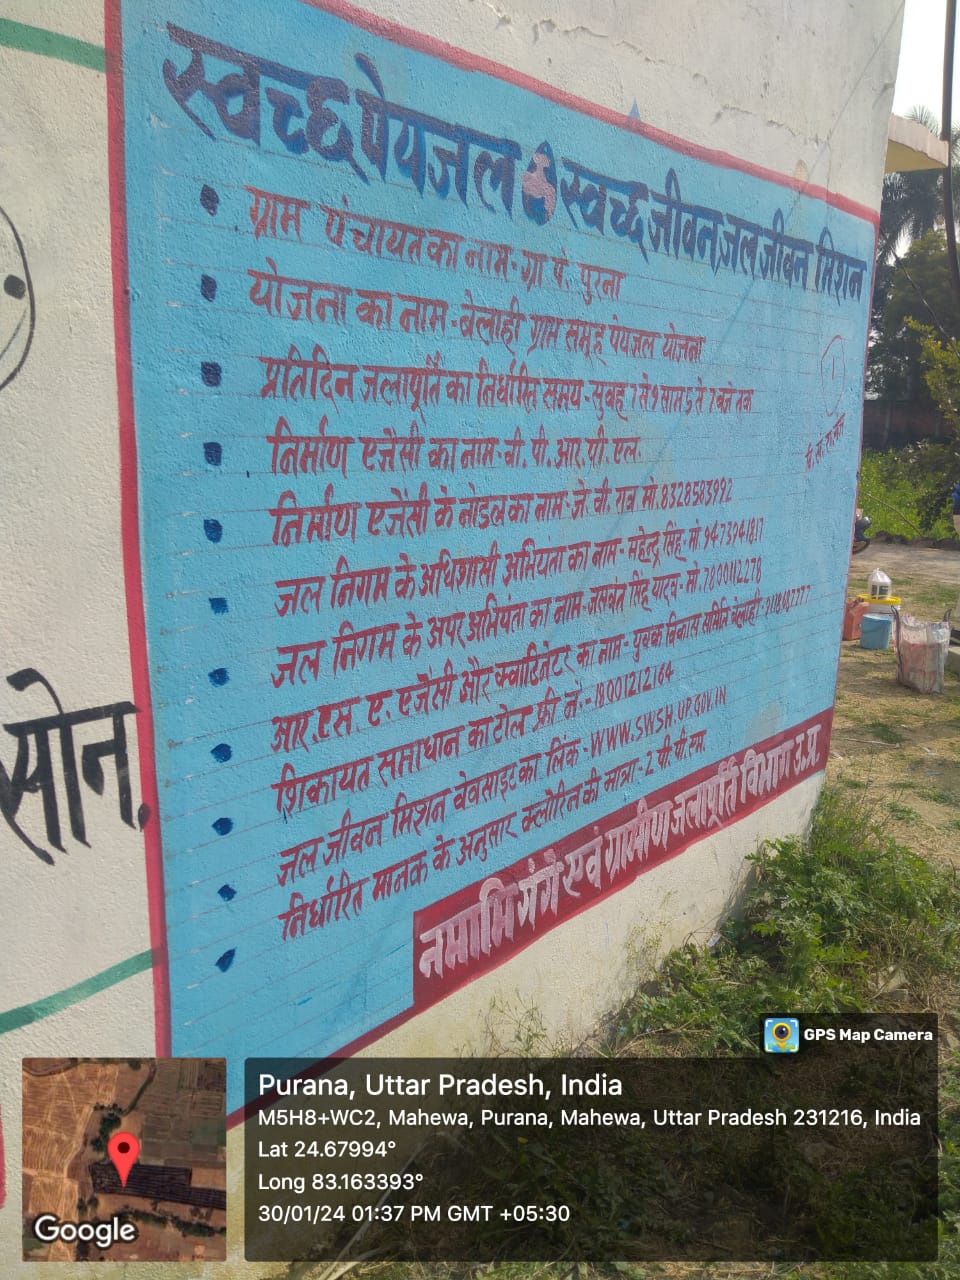 स्वच्छ पेयजल स्वच्छ जीवन, जल जीवन मिशन
ग्राम पंचायत का नाम - ग्रा पं. पुरना
योजना का नाम - बेलाही ग्राम समूह पेयजल योजना
प्रतिदिन जलापूर्ति का निर्धारित समय - सुबह 7 से 9 साम 5 से 7 बजे तक
निर्माण एजेंसी का नाम - वी. पी. आर. पी. एल.
निर्माण एजेंसी के नोडल का नाम - जे. वी. राव मो. 8328583992
जल निगम के अधिशासी अभियंता का नाम - महेन्द्र सिंह - मो. 9473941817
जल निगम के अपर अभियंता का नाम - जसवंत सिंह यादव - मो.
आर. एस. ए. एजेंसी और क्वाडिनेटर का नाम - युवक विकास समिति बेलाही -
शिकायत समाधान का टोल फ्री नं. - 18001212164
जल जीवन मिशन वेवसाइट का लिंक - WWW.SWSH.UP.GOV.IN
निर्धारित मानक के अनुसार क्लोरिन की मात्रा - 2 पी. पी. एम.
नमामि गंगे एवं ग्रामीण जलापूर्ति विभाग उ.प्र.
सोन.
GPS Map Camera
Purana, Uttar Pradesh, India
M5H8+WC2, Mahewa, Purana, Mahewa, Uttar Pradesh 231216, India
Lat 24.67994°
Long 83.163393°
30/01/24 01:37 PM GMT +05:30
Google